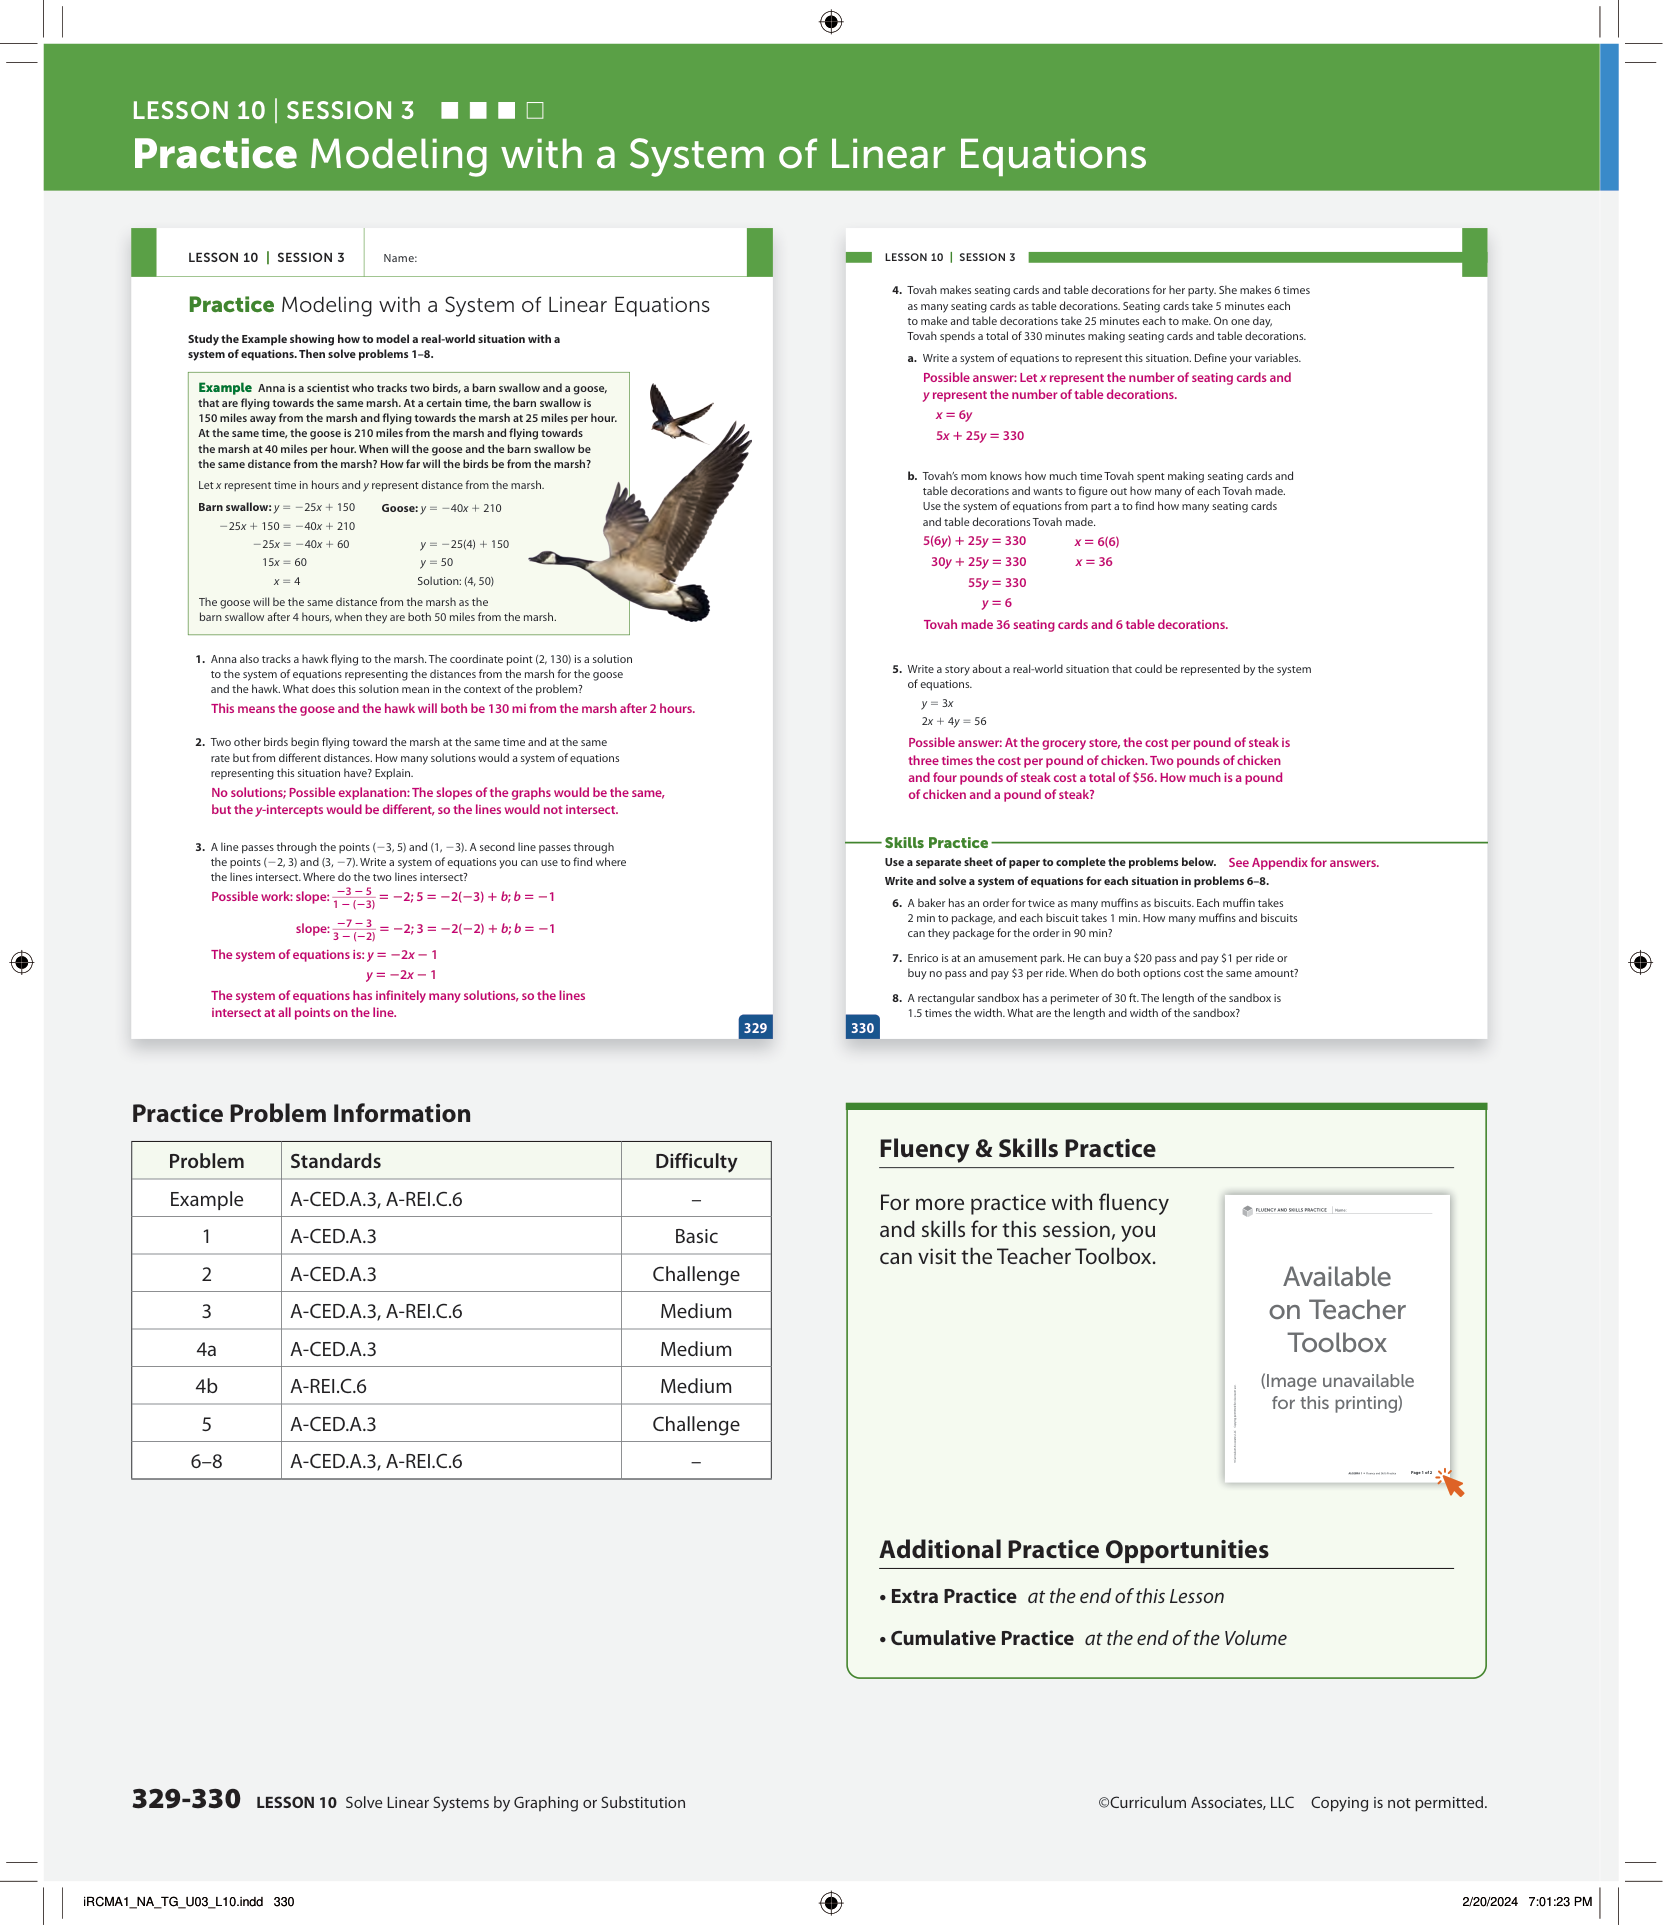 LESSON 10 | SESSION 3
Practice Modeling with a System of Linear Equations
LESSON 10 | SESSION 3
Name:
Practice Modeling with a System of Linear Equations
Study the Example showing how to model a real-world situation with a
system of equations. Then solve problems 1–8.
Example Anna is a scientist who tracks two birds, a barn swallow and a goose,
that are flying towards the same marsh. At a certain time, the barn swallow is
150 miles away from the marsh and flying towards the marsh at 25 miles per hour.
At the same time, the goose is 210 miles from the marsh and flying towards
the marsh at 40 miles per hour. When will the goose and the barn swallow be
the same distance from the marsh? How far will the birds be from the marsh?
Let x represent time in hours and y represent distance from the marsh.
Barn swallow: y = −25x + 150 Goose: y = −40x + 210
−25x + 150 = −40x + 210
−25x = −40x + 60 y = −25(4) + 150
15x = 60 y = 50
x = 4 Solution: (4, 50)
The goose will be the same distance from the marsh as the
barn swallow after 4 hours, when they are both 50 miles from the marsh.
1. Anna also tracks a hawk flying to the marsh. The coordinate point (2, 130) is a solution
to the system of equations representing the distances from the marsh for the goose
and the hawk. What does this solution mean in the context of the problem?
This means the goose and the hawk will both be 130 mi from the marsh after 2 hours.
2. Two other birds begin flying toward the marsh at the same time and at the same
rate but from different distances. How many solutions would a system of equations
representing this situation have? Explain.
No solutions; Possible explanation: The slopes of the graphs would be the same,
but the y-intercepts would be different, so the lines would not intersect.
3. A line passes through the points (−3, 5) and (1, −3). A second line passes through
the points (−2, 3) and (3, −7). Write a system of equations you can use to find where
the lines intersect. Where do the two lines intersect?
Possible work: slope: −3 − 5 / 1 − (−3) = −2; 5 = −2(−3) + b; b = −1
slope: −7 − 3 / 3 − (−2) = −2; 3 = −2(−2) + b; b = −1
The system of equations is: y = −2x − 1
y = −2x − 1
The system of equations has infinitely many solutions, so the lines
intersect at all points on the line.
329
LESSON 10 | SESSION 3
4. Tovah makes seating cards and table decorations for her party. She makes 6 times
as many seating cards as table decorations. Seating cards take 5 minutes each
to make and table decorations take 25 minutes each to make. On one day,
Tovah spends a total of 330 minutes making seating cards and table decorations.
a. Write a system of equations to represent this situation. Define your variables.
Possible answer: Let x represent the number of seating cards and
y represent the number of table decorations.
x = 6y
5x + 25y = 330
b. Tovah's mom knows how much time Tovah spent making seating cards and
table decorations and wants to figure out how many of each Tovah made.
Use the system of equations from part a to find how many seating cards
and table decorations Tovah made.
5(6y) + 25y = 330 x = 6(6)
30y + 25y = 330 x = 36
55y = 330
y = 6
Tovah made 36 seating cards and 6 table decorations.
5. Write a story about a real-world situation that could be represented by the system
of equations.
y = 3x
2x + 4y = 56
Possible answer: At the grocery store, the cost per pound of steak is
three times the cost per pound of chicken. Two pounds of chicken
and four pounds of steak cost a total of $56. How much is a pound
of chicken and a pound of steak?
Skills Practice
Use a separate sheet of paper to complete the problems below. See Appendix for answers.
Write and solve a system of equations for each situation in problems 6–8.
6. A baker has an order for twice as many muffins as biscuits. Each muffin takes
2 min to package, and each biscuit takes 1 min. How many muffins and biscuits
can they package for the order in 90 min?
7. Enrico is at an amusement park. He can buy a $20 pass and pay $1 per ride or
buy no pass and pay $3 per ride. When do both options cost the same amount?
8. A rectangular sandbox has a perimeter of 30 ft. The length of the sandbox is
1.5 times the width. What are the length and width of the sandbox?
330
Practice Problem Information
Problem Standards Difficulty
Example A-CED.A.3, A-REI.C.6 –
1 A-CED.A.3 Basic
2 A-CED.A.3 Challenge
3 A-CED.A.3, A-REI.C.6 Medium
4a A-CED.A.3 Medium
4b A-REI.C.6 Medium
5 A-CED.A.3 Challenge
6–8 A-CED.A.3, A-REI.C.6 –
Fluency & Skills Practice
For more practice with fluency
and skills for this session, you
can visit the Teacher Toolbox.
FLUENCY AND SKILLS PRACTICE | Name:
Available
on Teacher
Toolbox
(Image unavailable
for this printing)
Page 1 of 2
Additional Practice Opportunities
• Extra Practice at the end of this Lesson
• Cumulative Practice at the end of the Volume
329-330 LESSON 10 Solve Linear Systems by Graphing or Substitution
©Curriculum Associates, LLC Copying is not permitted.
iRCMA1_NA_TG_U03_L10.indd 330
2/20/2024 7:01:23 PM